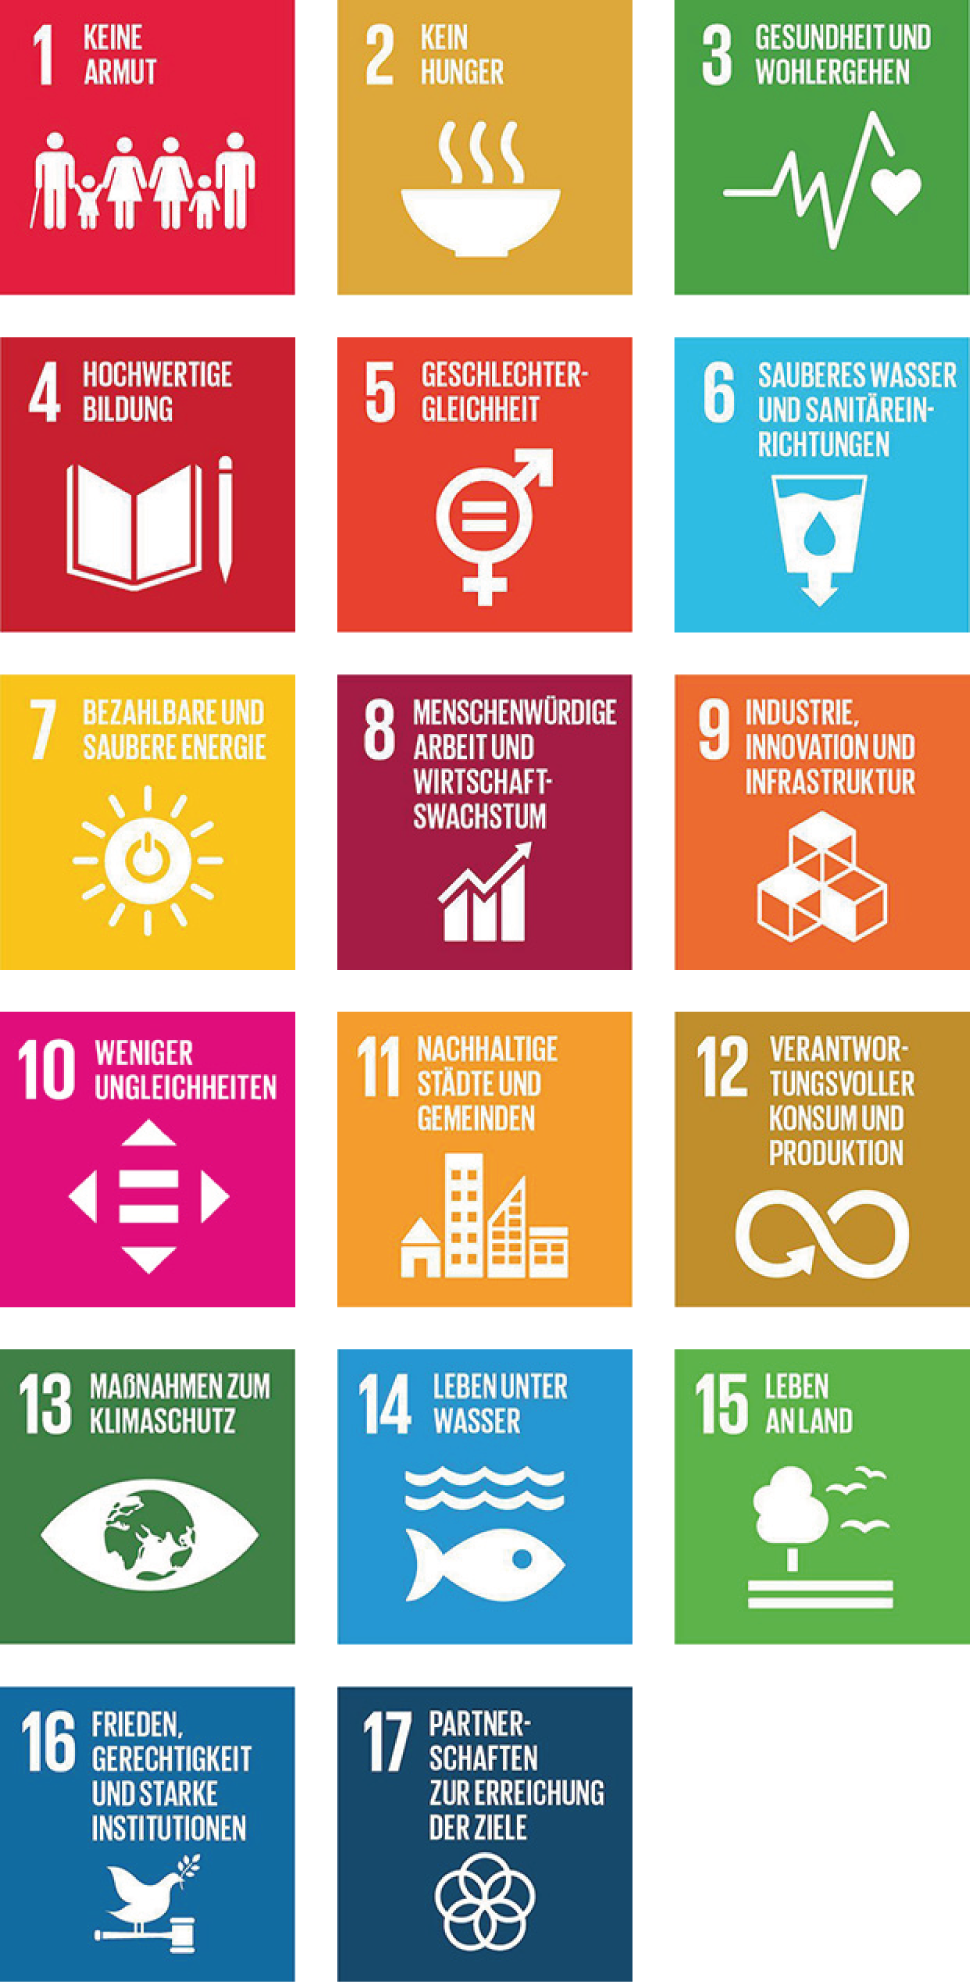 1 KEINE
ARMUT
2 KEIN
HUNGER
3 GESUNDHEIT UND
WOHLERGEHEN
4 HOCHWERTIGE
BILDUNG
5 GESCHLECHTER-
GLEICHHEIT
6 SAUBERES WASSER
UND SANITÄREIN-
RICHTUNGEN
7 BEZAHLBARE UND
SAUBERE ENERGIE
8 MENSCHENWÜRDIGE
ARBEIT UND
WIRTSCHAFT-
SWACHSTUM
9 INDUSTRIE,
INNOVATION UND
INFRASTRUKTUR
10 WENIGER
UNGLEICHHEITEN
11 NACHHALTIGE
STÄDTE UND
GEMEINDEN
12 VERANTWOR-
TUNGSVOLLER
KONSUM UND
PRODUKTION
13 MAßNAHMEN ZUM
KLIMASCHUTZ
14 LEBEN UNTER
WASSER
15 LEBEN
AN LAND
16 FRIEDEN,
GERECHTIGKEIT
UND STARKE
INSTITUTIONEN
17 PARTNER-
SCHAFTEN
ZUR ERREICHUNG
DER ZIELE